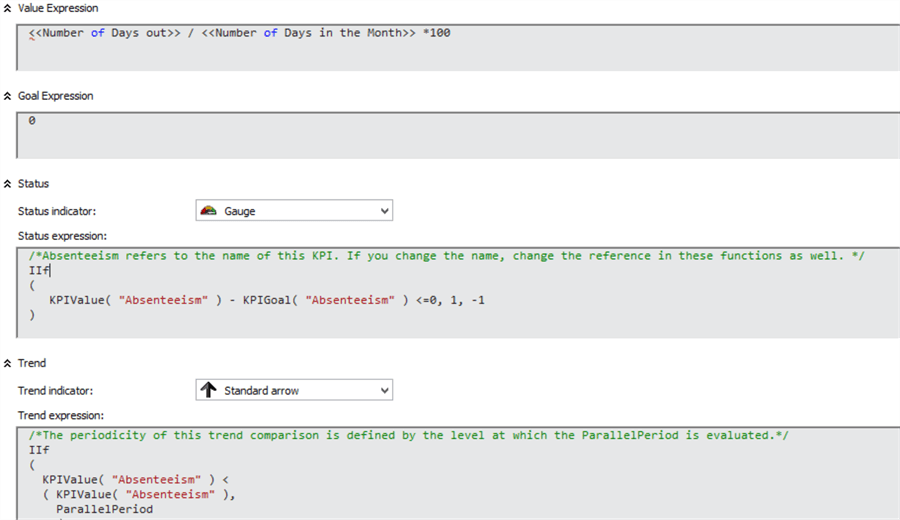 Value Expression
<<Number of Days out>> / <<Number of Days in the Month>> *100
Goal Expression
0
Status
Status indicator:
Gauge
Status expression:
/*Absenteeism refers to the name of this KPI. If you change the name, change the reference in these functions as well. */
IIf
(
KPIValue( "Absenteeism" ) - KPIGoal( "Absenteeism" ) <=0, 1, -1
)
Trend
Trend indicator:
Standard arrow
Trend expression:
/*The periodicity of this trend comparison is defined by the level at which the ParallelPeriod is evaluated.*/
IIf
(
KPIValue( "Absenteeism" ) <
( KPIValue( "Absenteeism" ),
ParallelPeriod